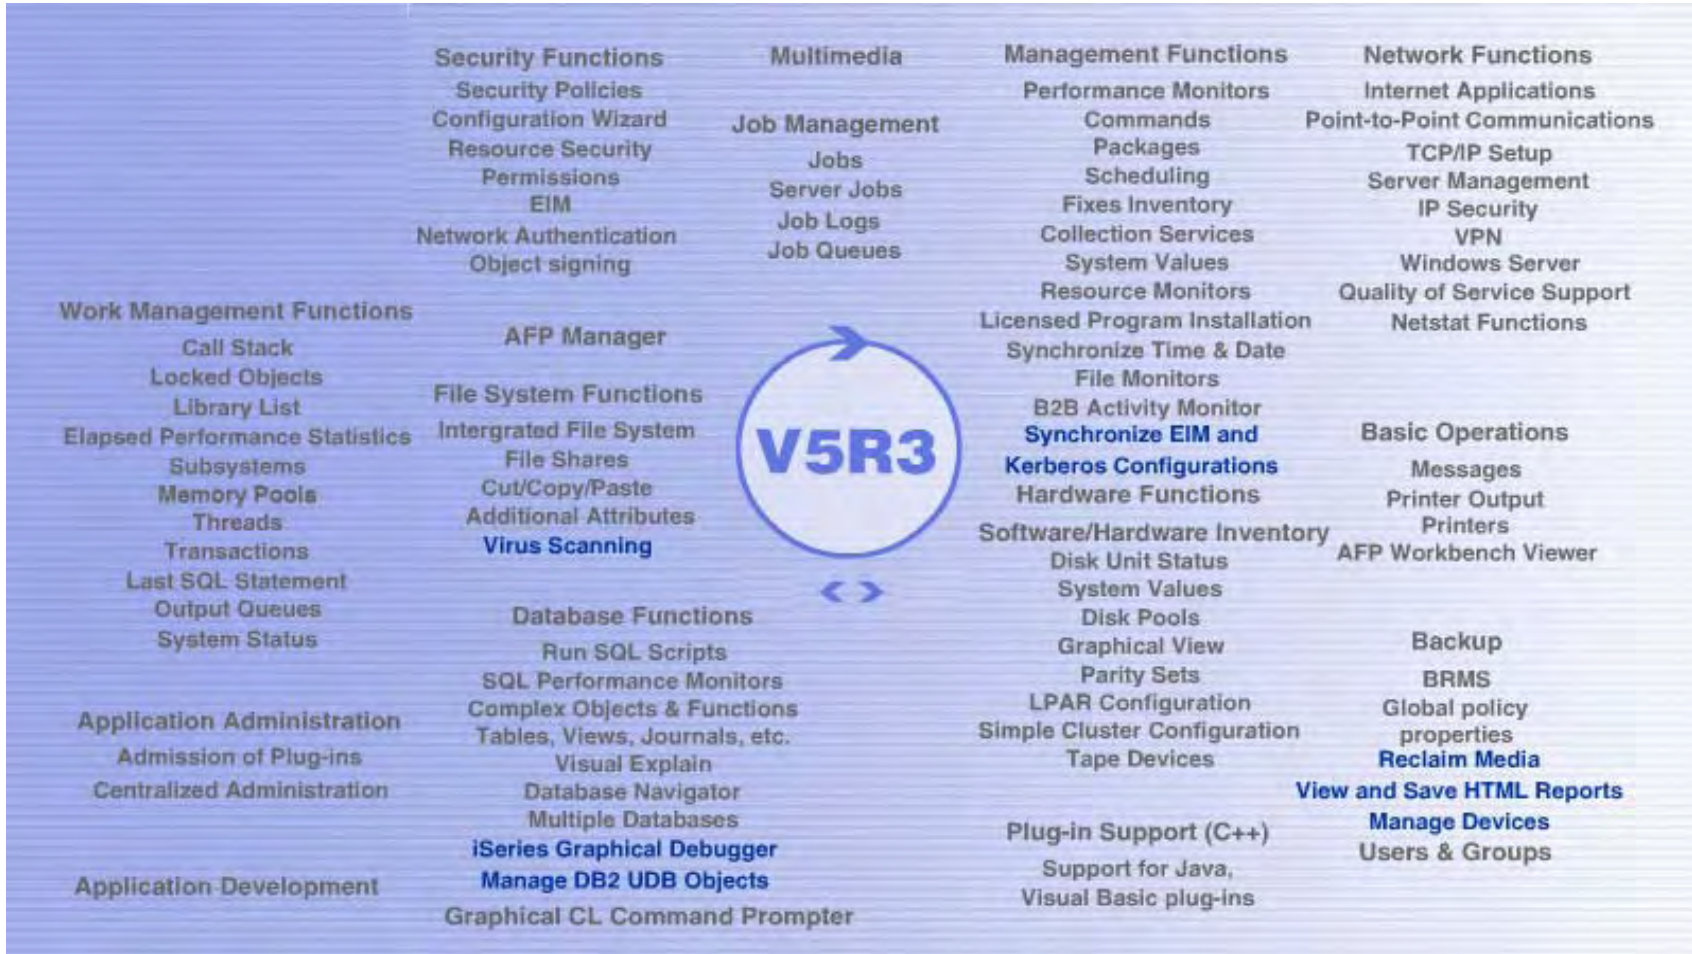 Security Functions
Security Policies
Configuration Wizard
Resource Security
Permissions
EIM
Network Authentication
Object signing
Multimedia
Job Management
Jobs
Server Jobs
Job Logs
Job Queues
Management Functions
Performance Monitors
Commands
Packages
Scheduling
Fixes Inventory
Collection Services
System Values
Resource Monitors
Licensed Program Installation
Synchronize Time & Date
File Monitors
B2B Activity Monitor
Synchronize EIM and
Kerberos Configurations
Hardware Functions
Software/Hardware Inventory
Disk Unit Status
System Values
Disk Pools
Graphical View
Parity Sets
LPAR Configuration
Simple Cluster Configuration
Tape Devices
Plug-in Support (C++)
Support for Java,
Visual Basic plug-ins
Network Functions
Internet Applications
Point-to-Point Communications
TCP/IP Setup
Server Management
IP Security
VPN
Windows Server
Quality of Service Support
Netstat Functions
Basic Operations
Messages
Printer Output
Printers
AFP Workbench Viewer
Backup
BRMS
Global policy
properties
Reclaim Media
View and Save HTML Reports
Manage Devices
Users & Groups
Work Management Functions
Call Stack
Locked Objects
Library List
Elapsed Performance Statistics
Subsystems
Memory Pools
Threads
Transactions
Last SQL Statement
Output Queues
System Status
Application Administration
Admission of Plug-ins
Centralized Administration
Application Development
AFP Manager
File System Functions
Intergrated File System
File Shares
Cut/Copy/Paste
Additional Attributes
Virus Scanning
V5R3
Database Functions
Run SQL Scripts
SQL Performance Monitors
Complex Objects & Functions
Tables, Views, Journals, etc.
Visual Explain
Database Navigator
Multiple Databases
iSeries Graphical Debugger
Manage DB2 UDB Objects
Graphical CL Command Prompter